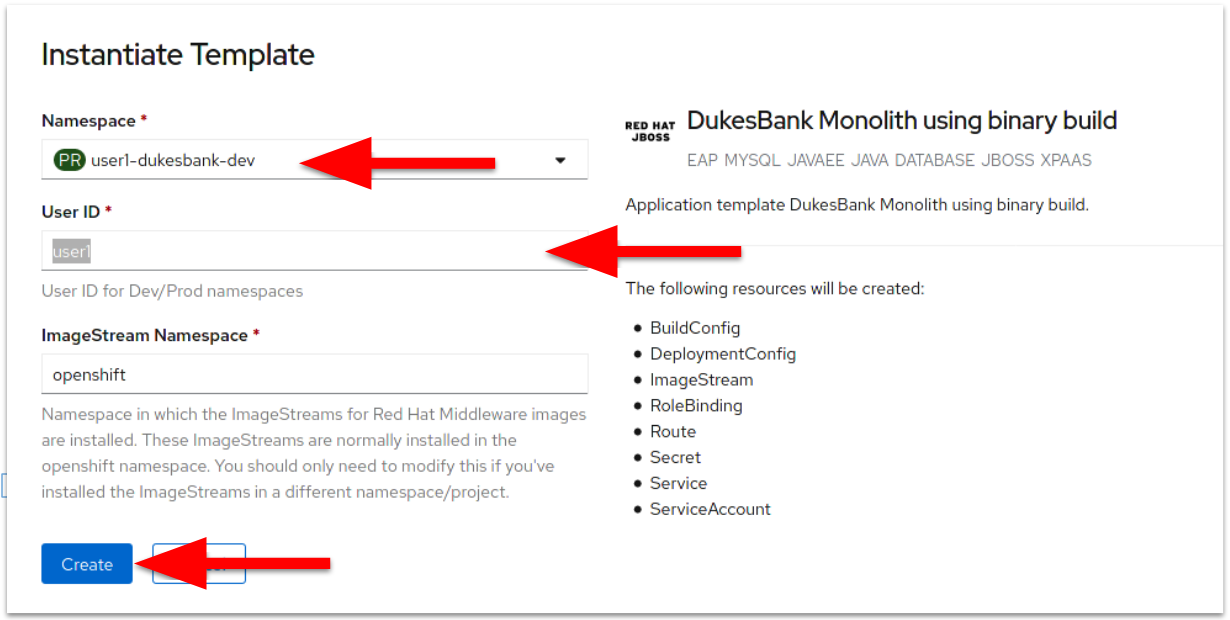 Instantiate Template
Namespace *
PR user1-dukesbank-dev
User ID *
user1
User ID for Dev/Prod namespaces
ImageStream Namespace *
openshift
Namespace in which the ImageStreams for Red Hat Middleware images
are installed. These ImageStreams are normally installed in the
openshift namespace. You should only need to modify this if you've
installed the ImageStreams in a different namespace/project.
Create
RED HAT
JBOSS
DukesBank Monolith using binary build
EAP MYSQL JAVAEE JAVA DATABASE JBOSS XPAAS
Application template DukesBank Monolith using binary build.
The following resources will be created:
BuildConfig
DeploymentConfig
ImageStream
RoleBinding
Route
Secret
Service
ServiceAccount